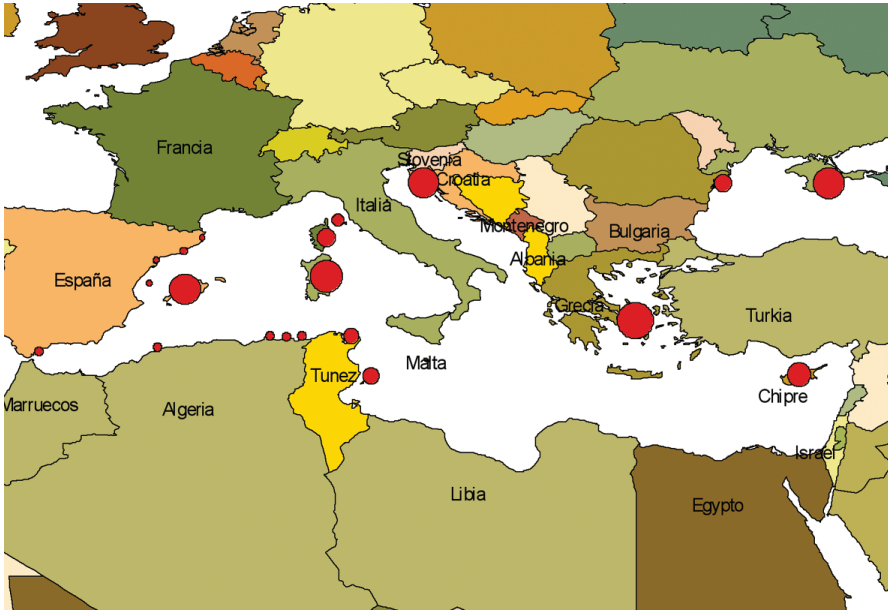 Francia
Slovenia
Croatia
Italia
Montenegro
Bulgaria
Albania
España
Grecia
Turkia
Malta
Tunez
Chipre
Marruecos
Algeria
Israel
Libia
Egypto